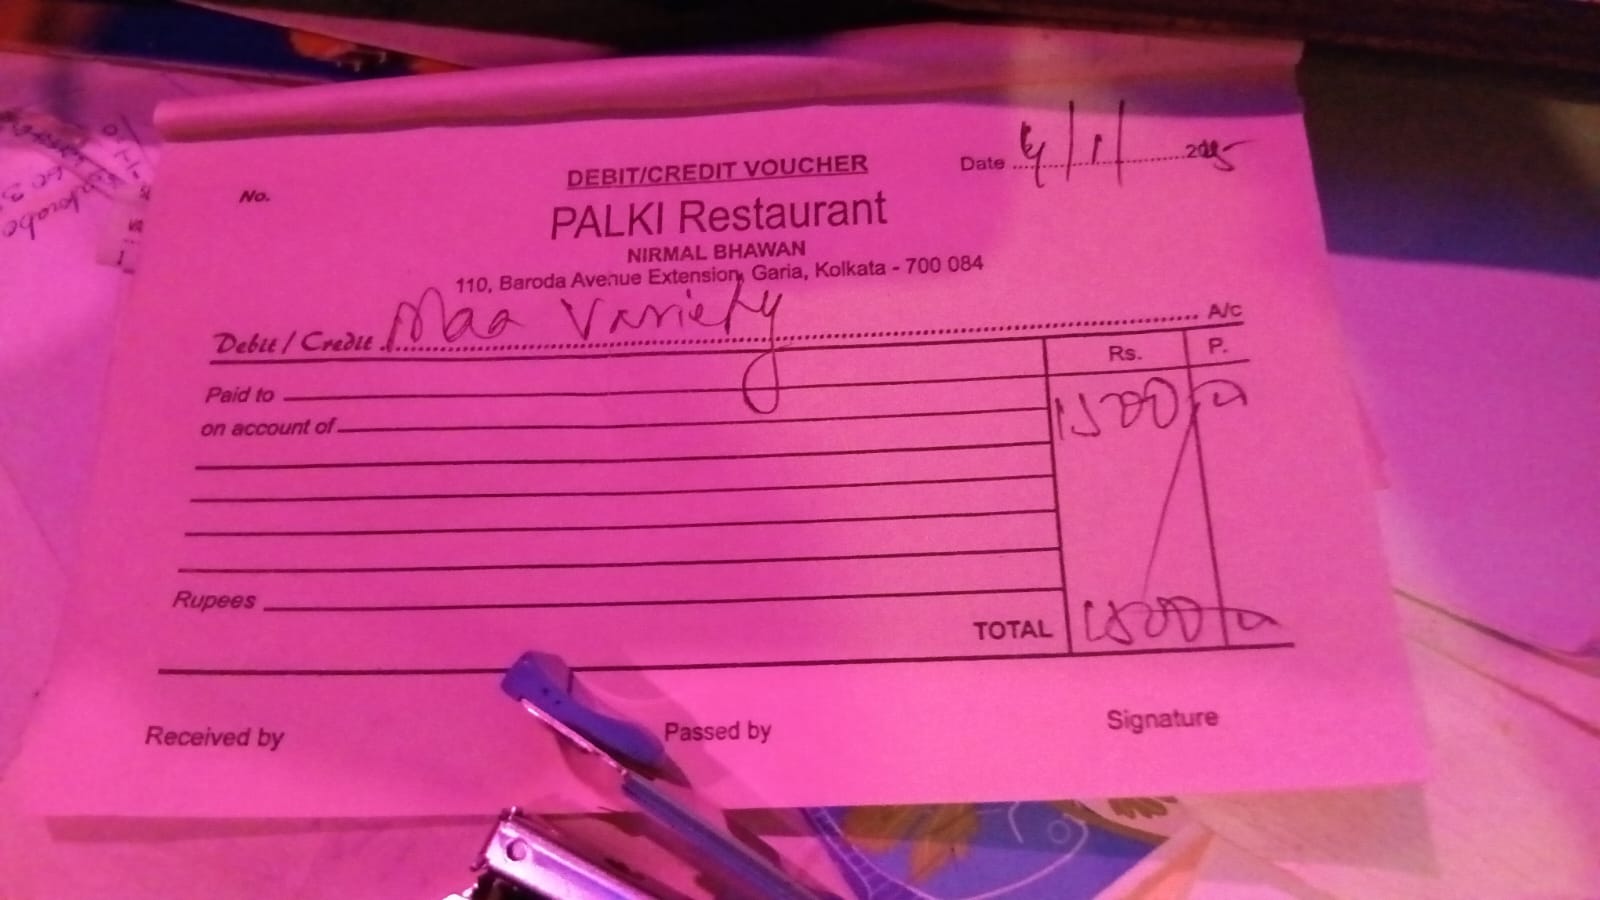 DEBIT/CREDIT VOUCHER
No.
Date 4/1/2025
PALKI Restaurant
NIRMAL BHAWAN
110, Baroda Avenue Extension, Garia, Kolkata - 700 084
Debit / Credit Maa Variety A/c
Rs. P.
Paid to
1500
on account of
Rupees
TOTAL 1500
Received by Passed by Signature